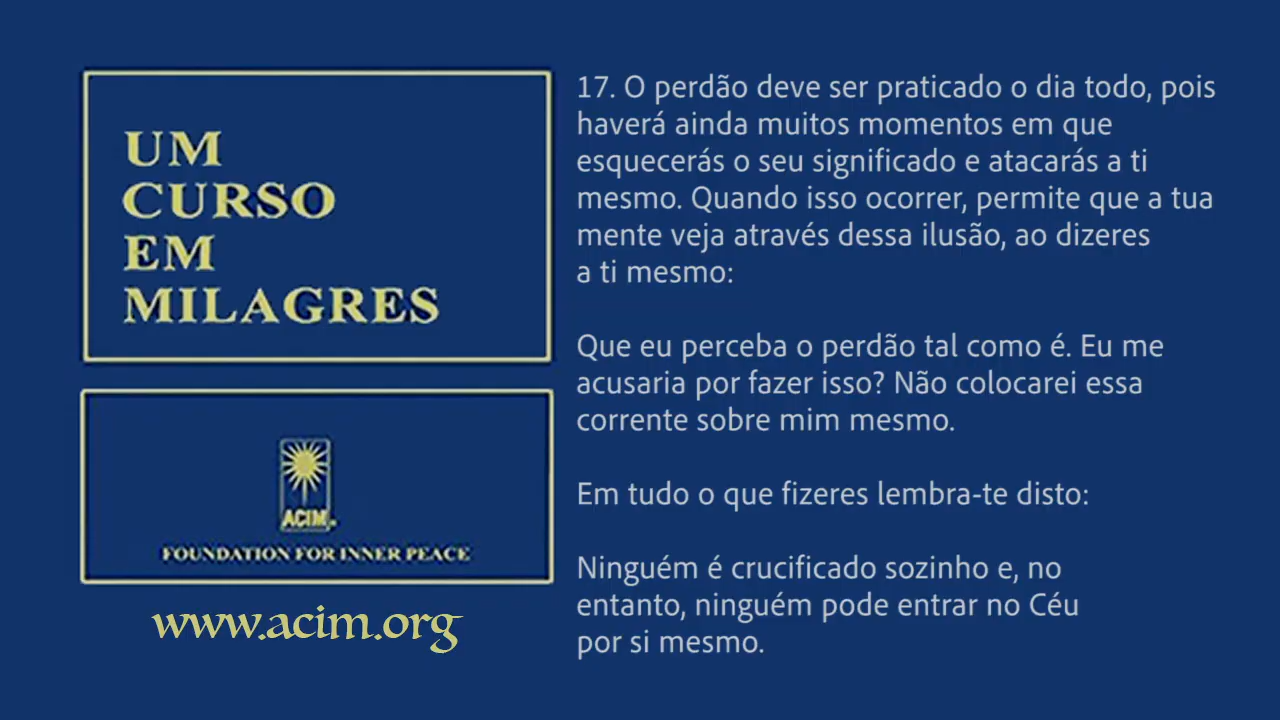 UM
CURSO
EM
MILAGRES
ACIM®
FOUNDATION FOR INNER PEACE
www.acim.org
17. O perdão deve ser praticado o dia todo, pois
haverá ainda muitos momentos em que
esquecerás o seu significado e atacarás a ti
mesmo. Quando isso ocorrer, permite que a tua
mente veja através dessa ilusão, ao dizeres
a ti mesmo:
Que eu perceba o perdão tal como é. Eu me
acusaria por fazer isso? Não colocarei essa
corrente sobre mim mesmo.
Em tudo o que fizeres lembra-te disto:
Ninguém é crucificado sozinho e, no
entanto, ninguém pode entrar no Céu
por si mesmo.